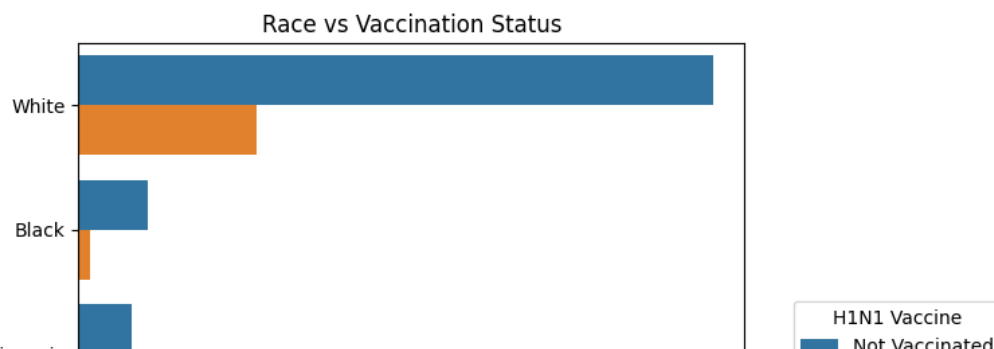 Race vs Vaccination Status
White
Black
H1N1 Vaccine
Not Vaccinated